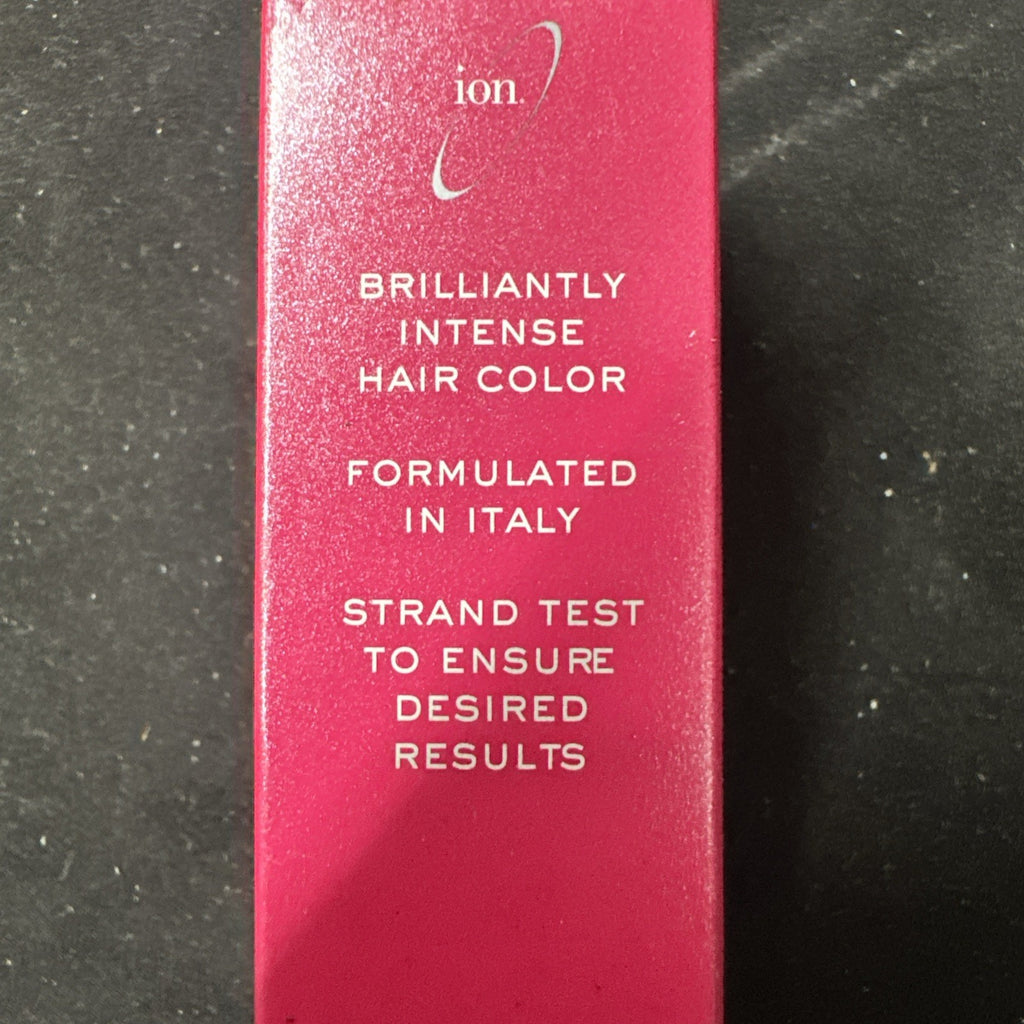 ion.
BRILLIANTLY
INTENSE
HAIR COLOR
FORMULATED
IN ITALY
STRAND TEST
TO ENSURE
DESIRED
RESULTS